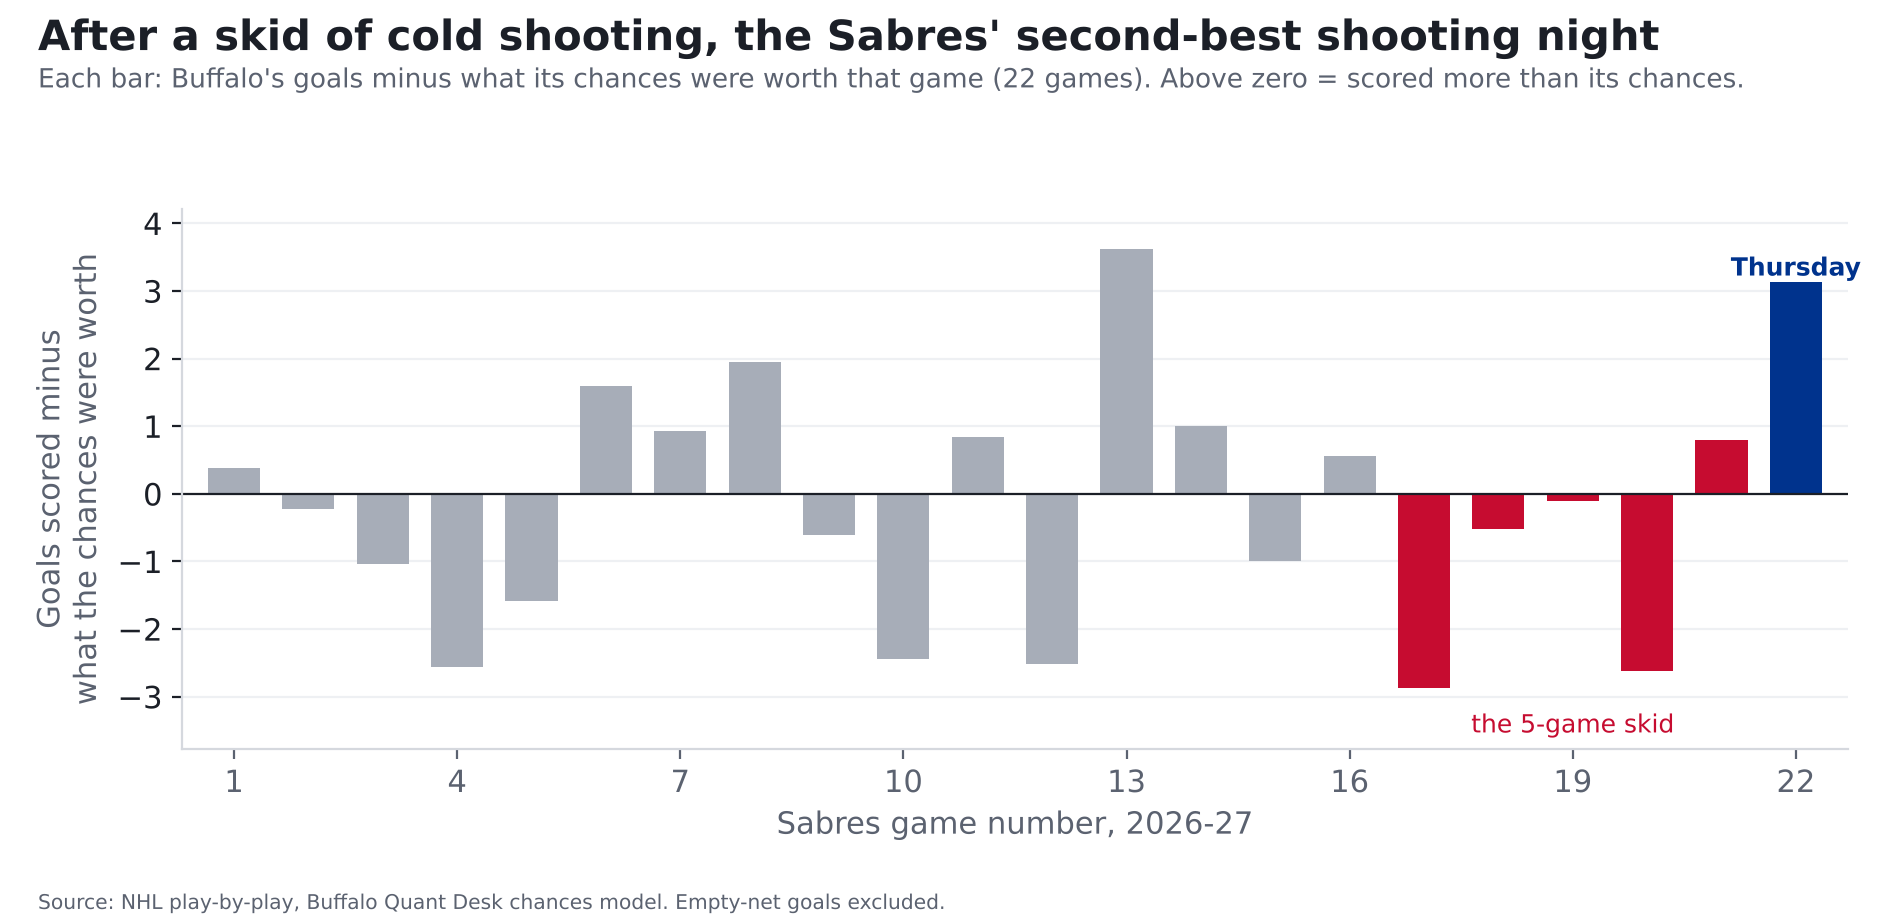 After a skid of cold shooting, the Sabres' second-best shooting night
Each bar: Buffalo's goals minus what its chances were worth that game (22 games). Above zero = scored more than its chances.
Goals scored minus
what the chances were worth
4
3
2
1
0
−1
−2
−3
Thursday
the 5-game skid
1
4
7
10
13
16
19
22
Sabres game number, 2026-27
Source: NHL play-by-play, Buffalo Quant Desk chances model. Empty-net goals excluded.